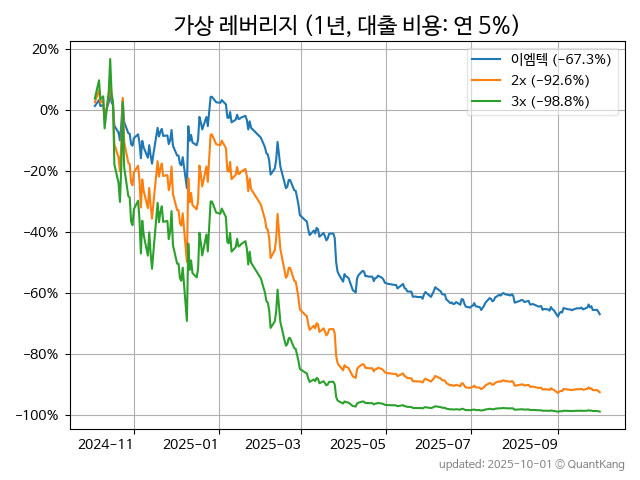 가상 레버리지 (1년, 대출 비용: 연 5%)
이엠텍 (−67.3%)
2x (−92.6%)
3x (−98.8%)
20%
0%
−20%
−40%
−60%
−80%
−100%
2024-11 2025-01 2025-03 2025-05 2025-07 2025-09
updated: 2025-10-01 © QuantKang